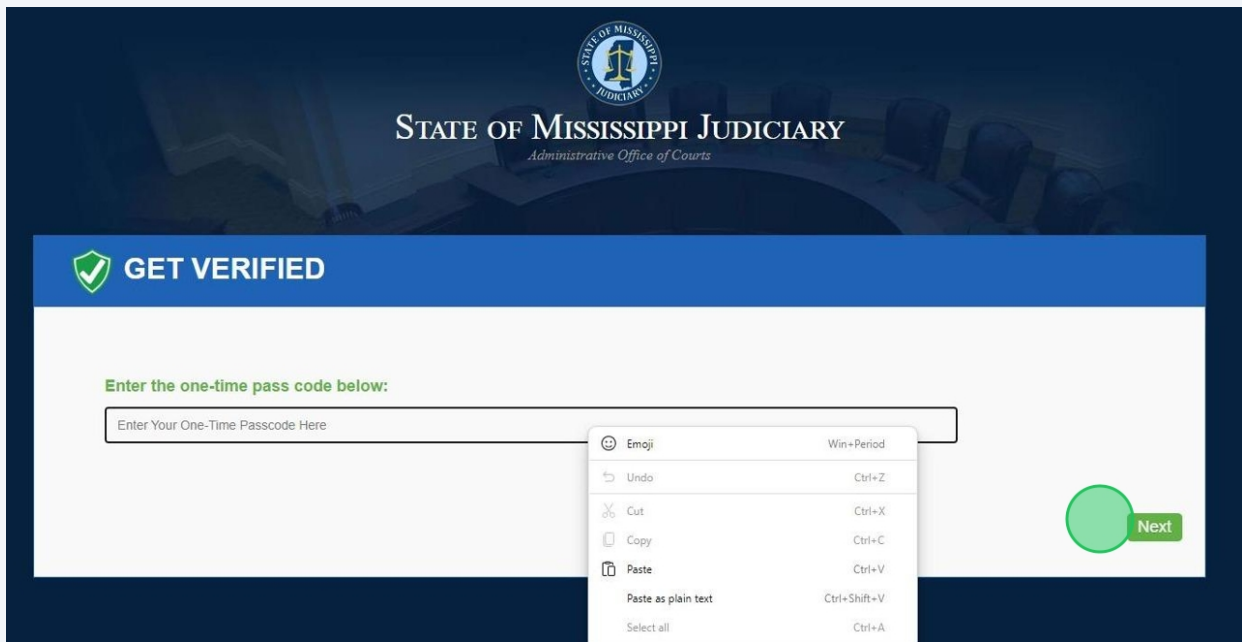 STATE OF MISSISSIPPI
JUDICIARY
STATE OF MISSISSIPPI JUDICIARY
Administrative Office of Courts
GET VERIFIED
Enter the one-time pass code below:
Enter Your One-Time Passcode Here
Emoji Win+Period
Undo Ctrl+Z
Cut Ctrl+X
Copy Ctrl+C
Paste Ctrl+V
Paste as plain text Ctrl+Shift+V
Select all Ctrl+A
Next